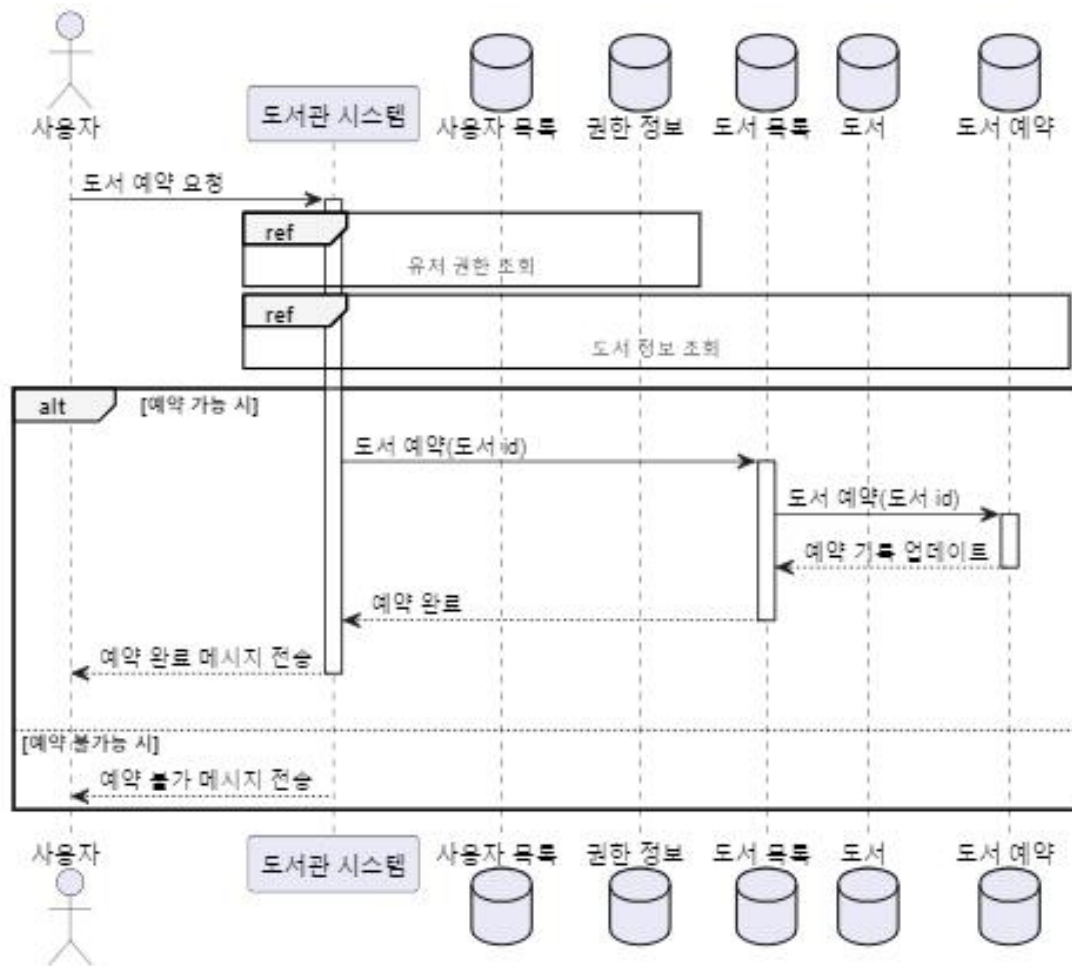 사용자
도서관 시스템
사용자 목록
권한 정보
도서 목록
도서
도서 예약
도서 예약 요청
ref
유저 권한 조회
ref
도서 정보 조회
alt
[예약 가능 시]
도서 예약(도서 id)
도서 예약(도서 id)
예약 기록 업데이트
예약 완료
예약 완료 메시지 전송
[예약 불가능 시]
예약 불가 메시지 전송
사용자
도서관 시스템
사용자 목록
권한 정보
도서 목록
도서
도서 예약